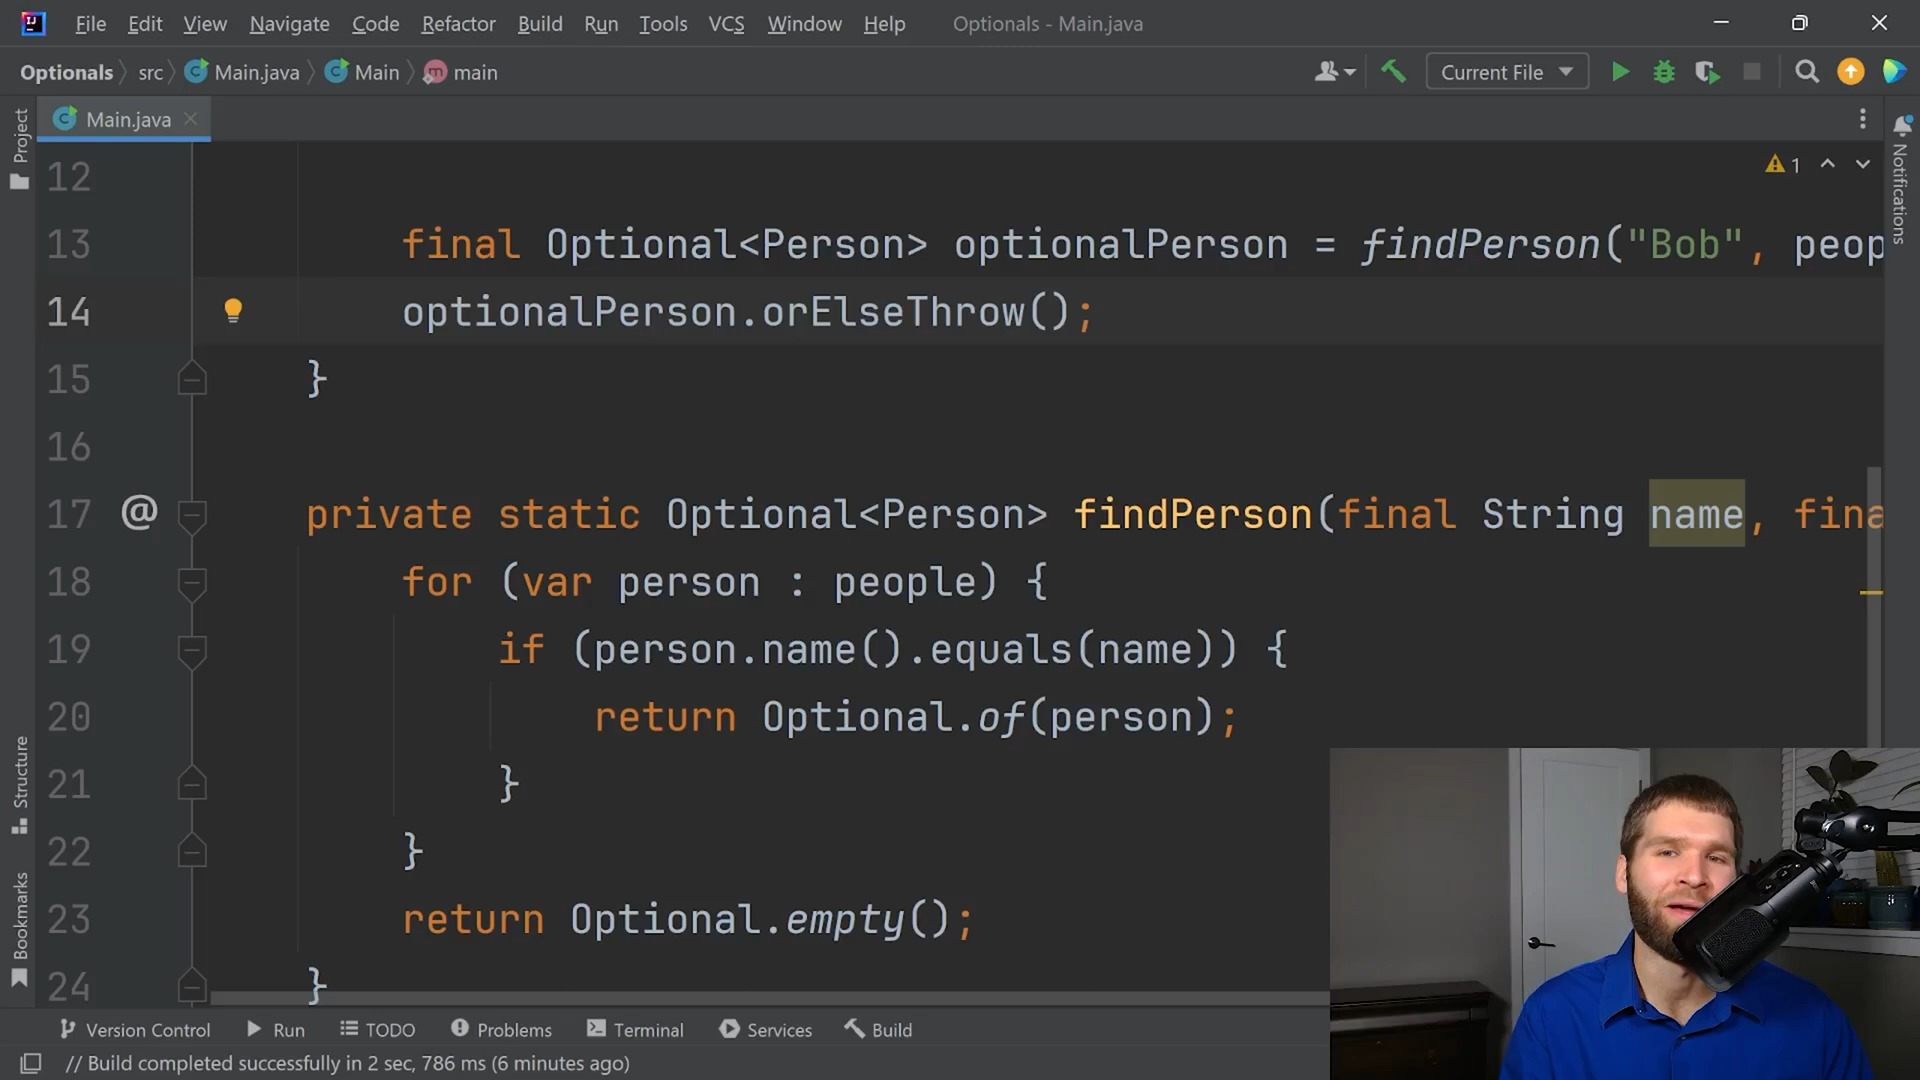 File Edit View Navigate Code Refactor Build Run Tools VCS Window Help Optionals - Main.java
Optionals src Main.java Main main Current File
Project
Main.java
Notifications
1
12
13 final Optional<Person> optionalPerson = findPerson("Bob", peop
14 optionalPerson.orElseThrow();
15 }
16
17 @ private static Optional<Person> findPerson(final String name, fina
18 for (var person : people) {
19 if (person.name().equals(name)) {
20 return Optional.of(person);
21 }
22 }
23 return Optional.empty();
24 }
Structure
Bookmarks
Version Control Run TODO Problems Terminal Services Build
// Build completed successfully in 2 sec, 786 ms (6 minutes ago)